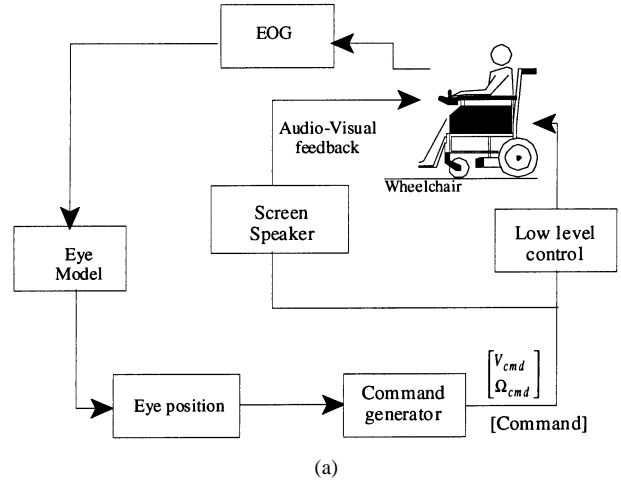 EOG
Audio-Visual
feedback
Wheelchair
Screen
Speaker
Low level
control
Eye
Model
V_cmd
Ω_cmd
Eye position
Command
generator
[Command]
(a)